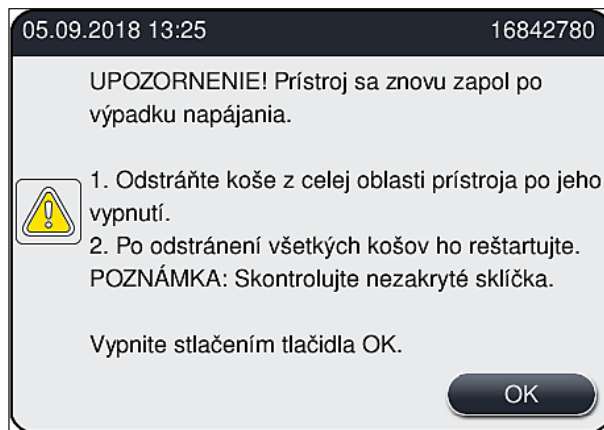 05.09.2018 13:25 16842780
UPOZORNENIE! Prístroj sa znovu zapol po
výpadku napájania.
1. Odstráňte koše z celej oblasti prístroja po jeho
vypnutí.
2. Po odstránení všetkých košov ho reštartujte.
POZNÁMKA: Skontrolujte nezakryté sklíčka.
Vypnite stlačením tlačidla OK.
OK